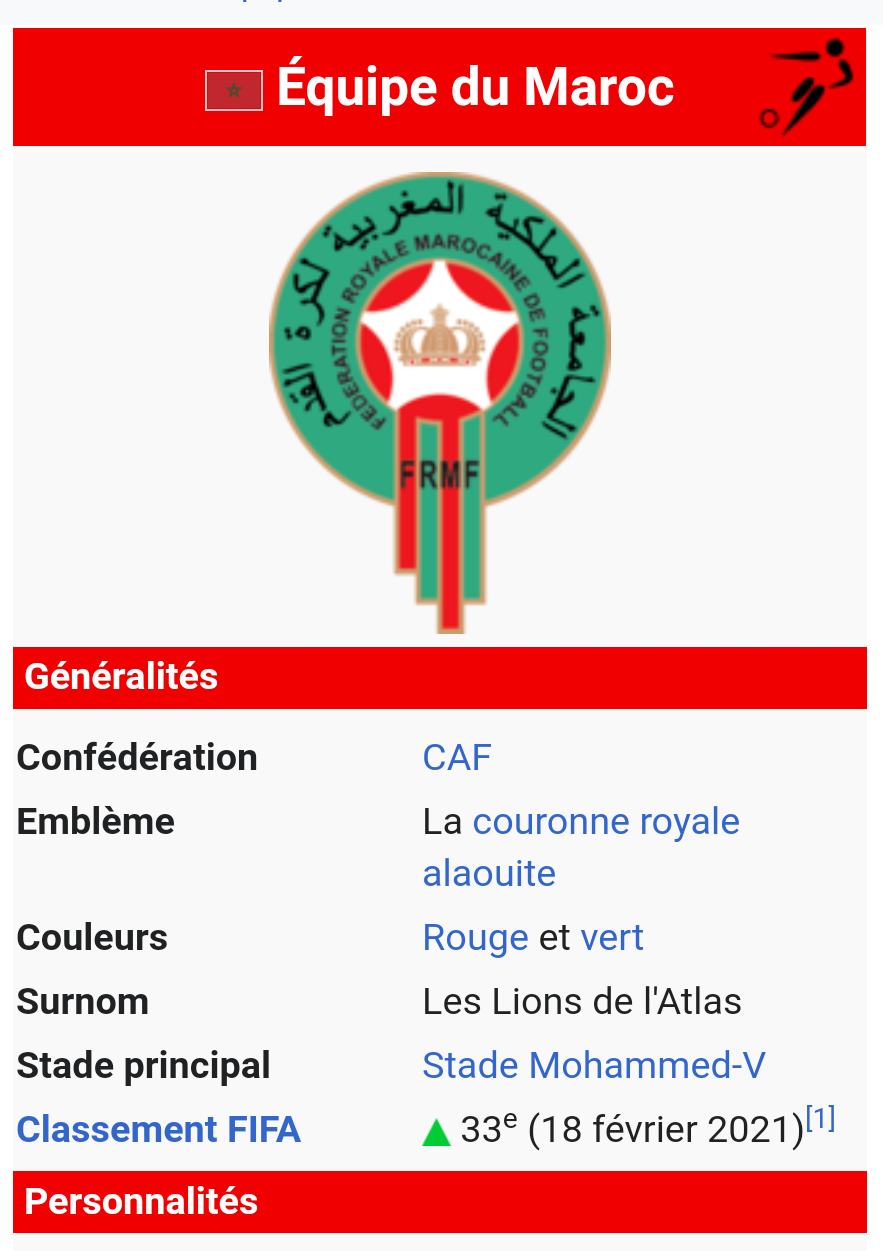 Équipe du Maroc
الجامعة الملكية المغربية لكرة القدم
FEDERATION ROYALE MAROCAINE DE FOOTBALL
FRMF
Généralités
Confédération CAF
Emblème La couronne royale
alaouite
Couleurs Rouge et vert
Surnom Les Lions de l'Atlas
Stade principal Stade Mohammed-V
Classement FIFA ▲ 33e (18 février 2021)[1]
Personnalités